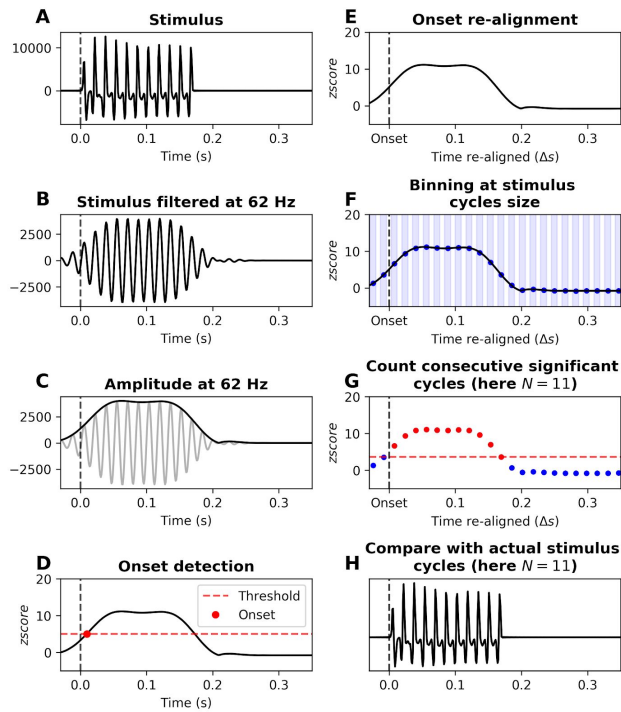 A
Stimulus
10000
0
0.0 0.1 0.2 0.3
Time (s)
B
Stimulus filtered at 62 Hz
2500
0
−2500
0.0 0.1 0.2 0.3
Time (s)
C
Amplitude at 62 Hz
2500
0
−2500
0.0 0.1 0.2 0.3
Time (s)
D
Onset detection
zscore
20
10
0
Threshold
Onset
0.0 0.1 0.2 0.3
Time (s)
E
Onset re-alignment
zscore
20
10
0
Onset 0.1 0.2 0.3
Time re-aligned (Δs)
F
Binning at stimulus
cycles size
zscore
20
10
0
Onset 0.1 0.2 0.3
Time re-aligned (Δs)
G
Count consecutive significant
cycles (here N = 11)
zscore
20
10
0
Onset 0.1 0.2 0.3
Time re-aligned (Δs)
H
Compare with actual stimulus
cycles (here N = 11)
0.0 0.1 0.2 0.3
Time (s)